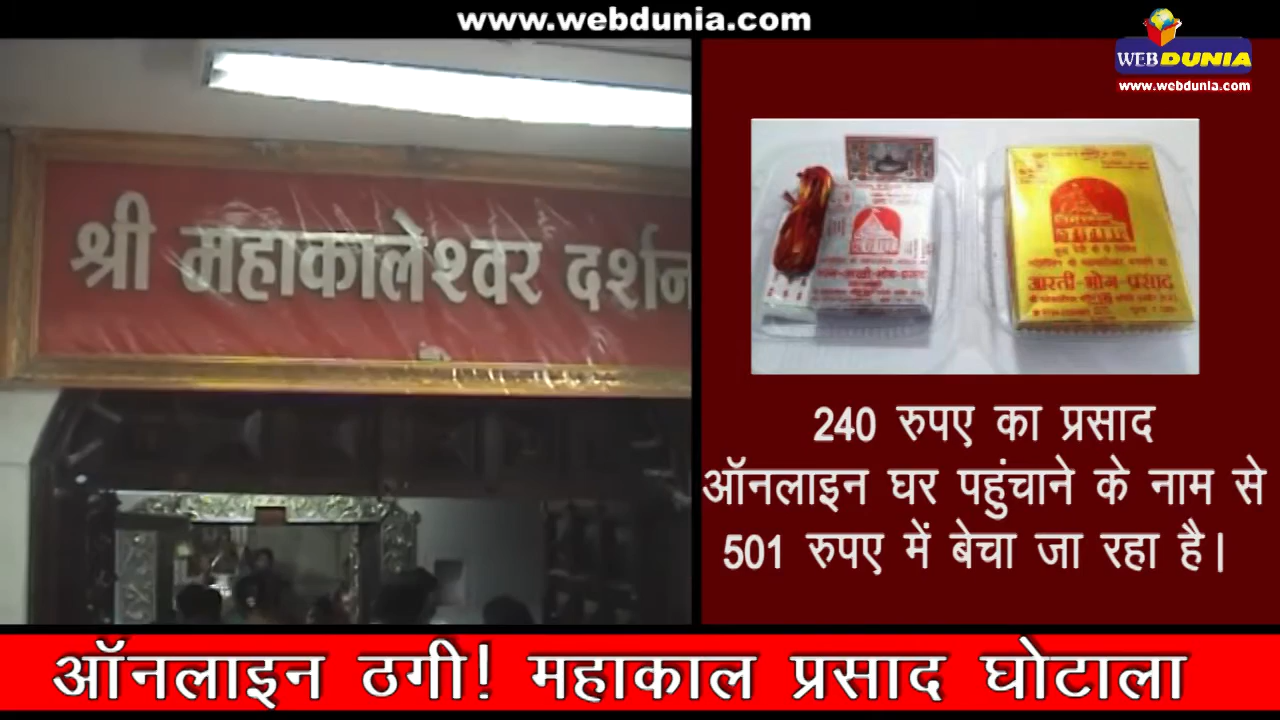 www.webdunia.com
WEBDUNIA
www.webdunia.com
श्री महाकालेश्वर दर्शन
आरती-भोग-प्रसाद
240 रुपए का प्रसाद
ऑनलाइन घर पहुंचाने के नाम से
501 रुपए में बेचा जा रहा है।
ऑनलाइन ठगी! महाकाल प्रसाद घोटाला